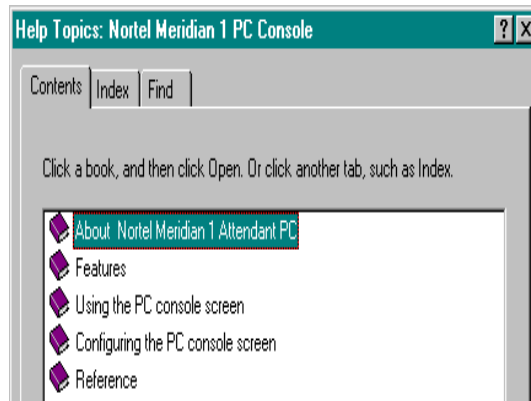 Help Topics: Nortel Meridian 1 PC Console
Contents Index Find
Click a book, and then click Open. Or click another tab, such as Index.
About Nortel Meridian 1 Attendant PC
Features
Using the PC console screen
Configuring the PC console screen
Reference